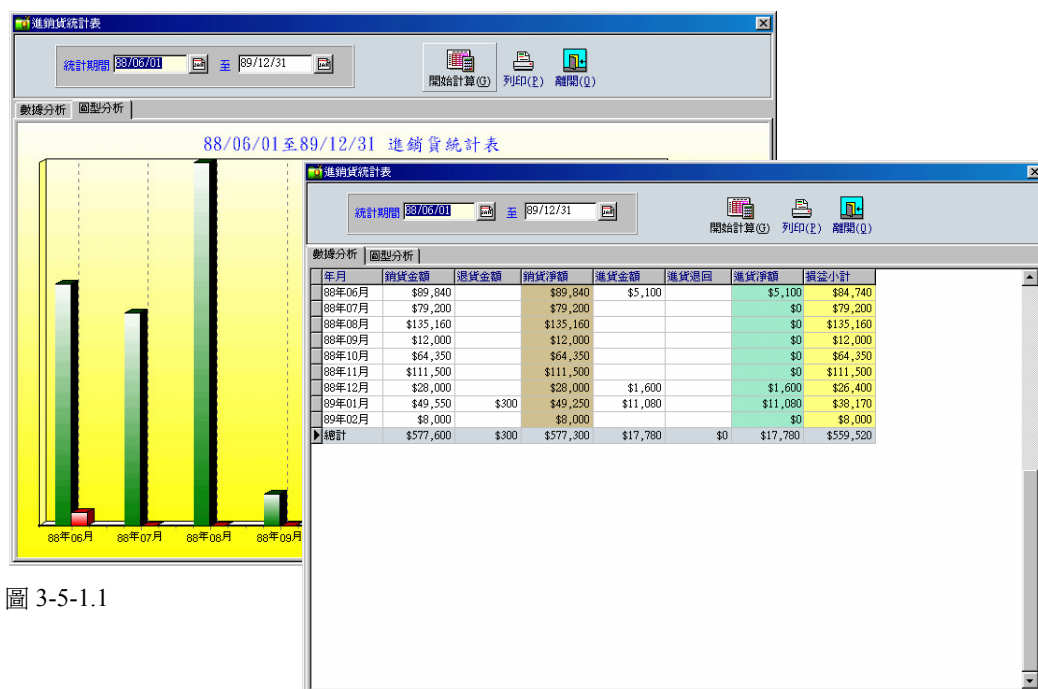 進銷貨統計表
統計期間 88/06/01 至 89/12/31 開始計算(G) 列印(P) 離開(Q)
數據分析 圖型分析
88/06/01至89/12/31 進銷貨統計表
88年06月 88年07月 88年08月 88年09月
進銷貨統計表
統計期間 88/06/01 至 89/12/31 開始計算(G) 列印(P) 離開(Q)
數據分析 圖型分析
年月 銷貨金額 退貨金額 銷貨淨額 進貨金額 進貨退回 進貨淨額 損益小計
88年06月 $89,840 $89,840 $5,100 $5,100 $84,740
88年07月 $79,200 $79,200 $0 $79,200
88年08月 $135,160 $135,160 $0 $135,160
88年09月 $12,000 $12,000 $0 $12,000
88年10月 $64,350 $64,350 $0 $64,350
88年11月 $111,500 $111,500 $0 $111,500
88年12月 $28,000 $28,000 $1,600 $1,600 $26,400
89年01月 $49,550 $300 $49,250 $11,080 $11,080 $38,170
89年02月 $8,000 $8,000 $0 $8,000
總計 $577,600 $300 $577,300 $17,780 $0 $17,780 $559,520
圖 3-5-1.1